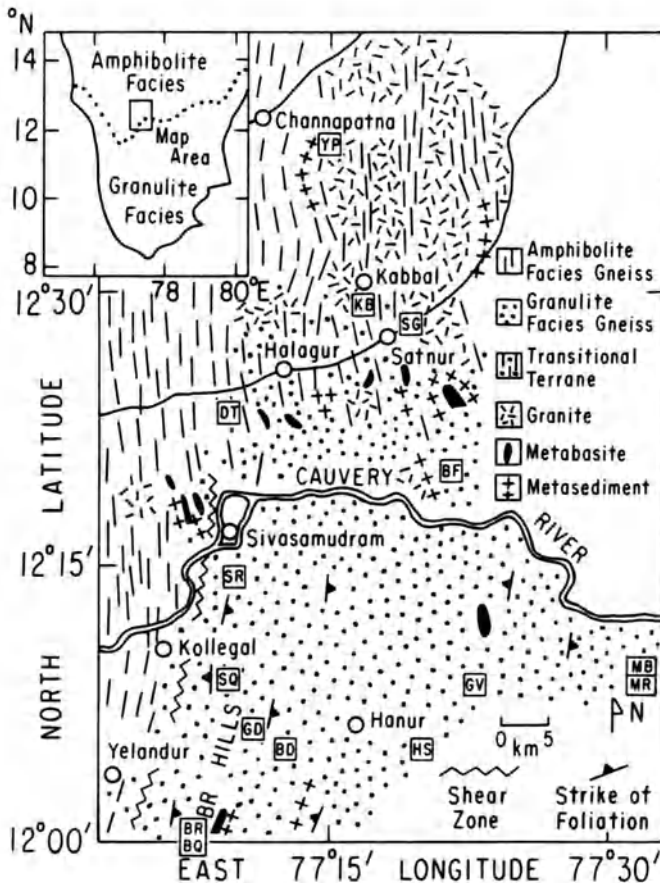 °N
14
12
10
8
Amphibolite
Facies
Map
Area
Granulite
Facies
78
80°E
Channapatna
YP
Kabbal
KB
SG
Halagur
Satnur
DT
BF
CAUVERY
RIVER
Sivasamudram
SR
Kollegal
SQ
GV
MB
MR
GD
Hanur
BD
HS
Yelandur
BR HILLS
BR
BQ
Amphibolite
Facies Gneiss
Granulite
Facies Gneiss
Transitional
Terrane
Granite
Metabasite
Metasediment
N
0 km 5
Shear
Zone
Strike of
Foliation
12°30'
12°15'
12°00'
NORTH LATITUDE
EAST 77°15' LONGITUDE 77°30'